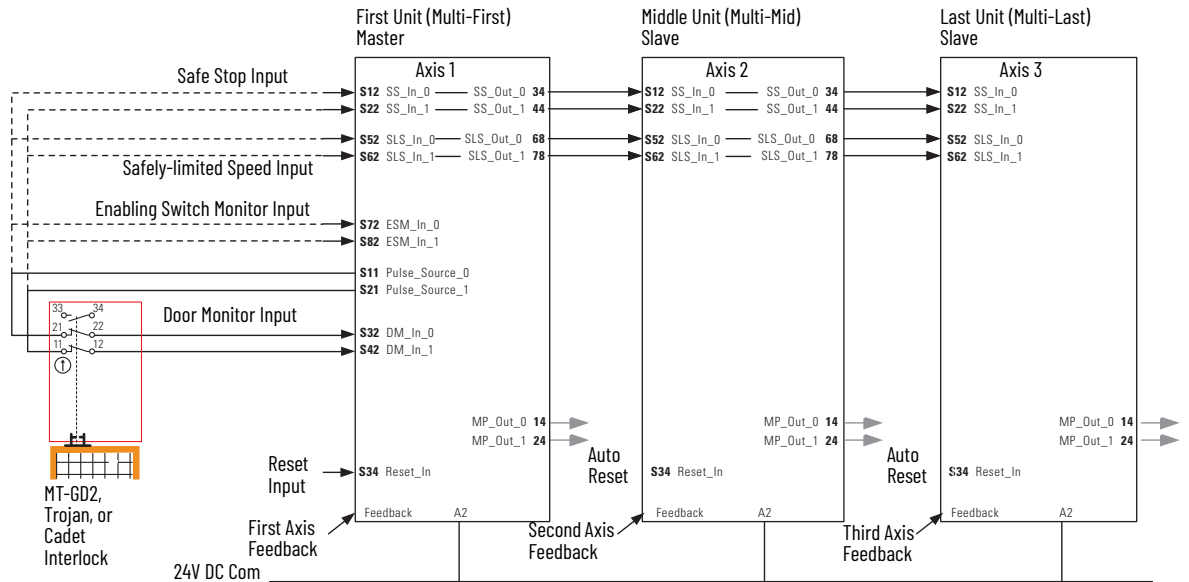 First Unit (Multi-First)
Master
Middle Unit (Multi-Mid)
Slave
Last Unit (Multi-Last)
Slave
Axis 1
Axis 2
Axis 3
Safe Stop Input
S12 SS_In_0
SS_Out_0 34
S22 SS_In_1
SS_Out_1 44
S52 SLS_In_0
SLS_Out_0 68
S62 SLS_In_1
SLS_Out_1 78
S12 SS_In_0
SS_Out_0 34
S22 SS_In_1
SS_Out_1 44
S52 SLS_In_0
SLS_Out_0 68
S62 SLS_In_1
SLS_Out_1 78
S12 SS_In_0
S22 SS_In_1
S52 SLS_In_0
S62 SLS_In_1
Safely-limited Speed Input
Enabling Switch Monitor Input
S72 ESM_In_0
S82 ESM_In_1
S11 Pulse_Source_0
S21 Pulse_Source_1
Door Monitor Input
S32 DM_In_0
S42 DM_In_1
33
34
21
22
11
12
MT-GD2,
Trojan, or
Cadet
Interlock
MP_Out_0 14
MP_Out_1 24
MP_Out_0 14
MP_Out_1 24
MP_Out_0 14
MP_Out_1 24
Reset
Input
S34 Reset_In
Auto
Reset
S34 Reset_In
Auto
Reset
S34 Reset_In
Feedback
A2
Feedback
A2
Feedback
A2
First Axis
Feedback
Second Axis
Feedback
Third Axis
Feedback
24V DC Com